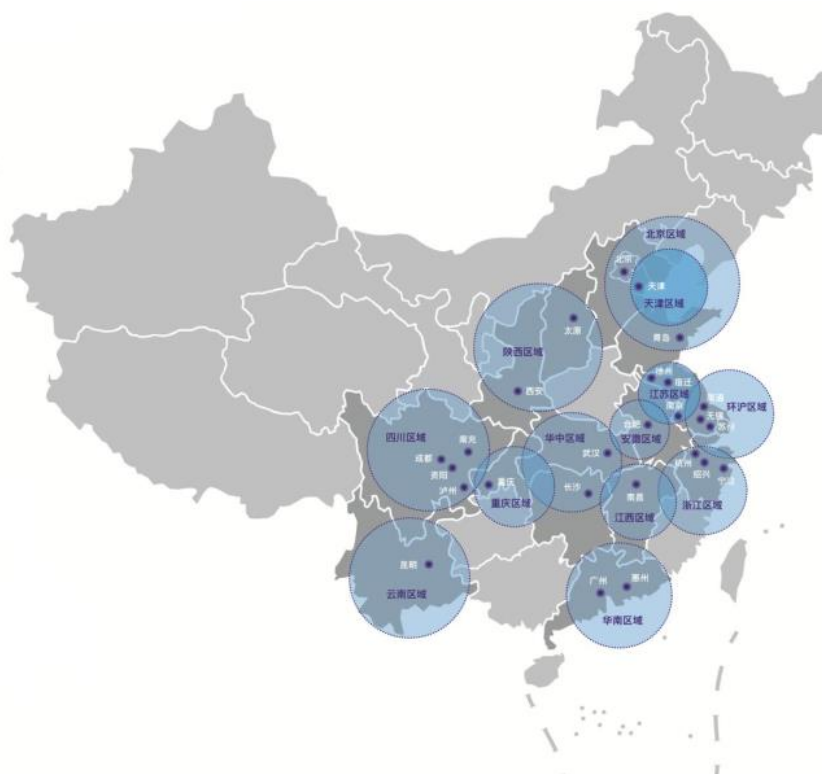 北京区域
北京
天津
天津区域
青岛
太原
陕西区域
西安
徐州
宿迁
江苏区域
南京
南通
无锡
苏州
环沪区域
合肥
安徽区域
四川区域
南充
成都
资阳
泸州
重庆
重庆区域
华中区域
武汉
长沙
南昌
江西区域
杭州
绍兴
宁波
浙江区域
昆明
云南区域
广州
惠州
华南区域